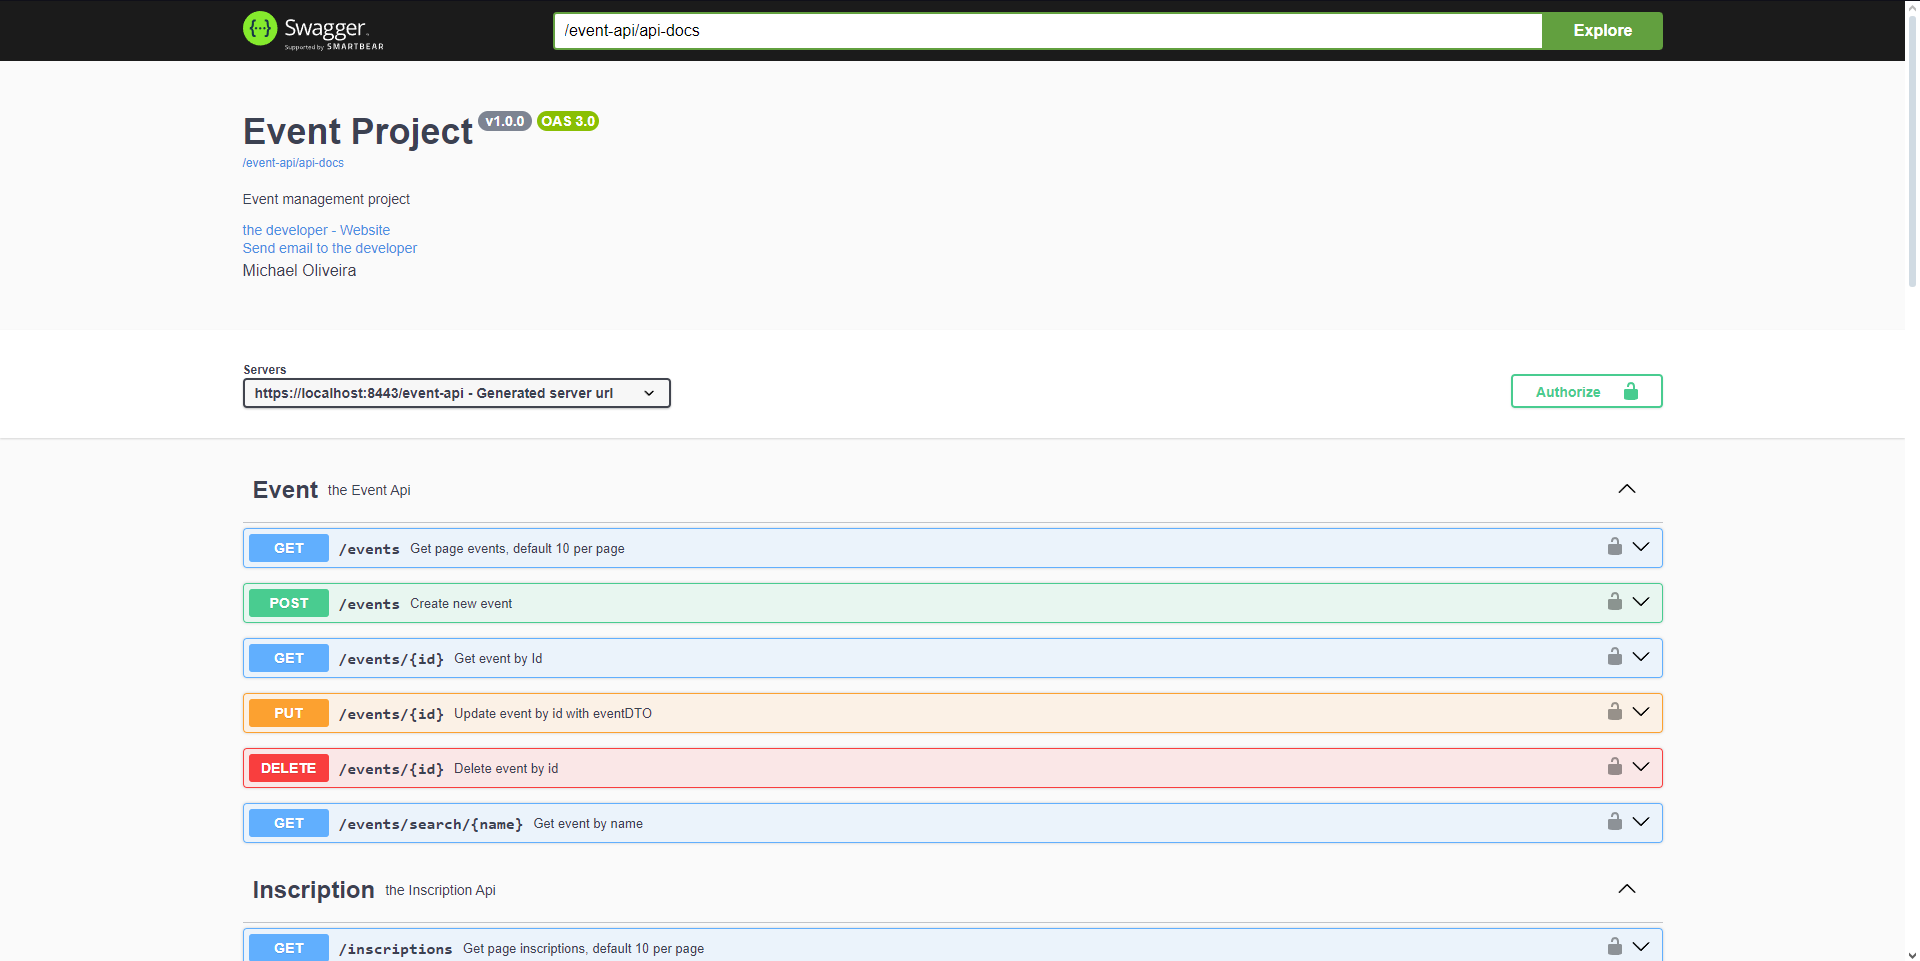 Swagger
Supported by SMARTBEAR
/event-api/api-docs
Explore
Event Project v1.0.0 OAS 3.0
/event-api/api-docs
Event management project
the developer - Website
Send email to the developer
Michael Oliveira
Servers
https://localhost:8443/event-api - Generated server url
Authorize
Event the Event Api
GET /events Get page events, default 10 per page
POST /events Create new event
GET /events/{id} Get event by Id
PUT /events/{id} Update event by id with eventDTO
DELETE /events/{id} Delete event by id
GET /events/search/{name} Get event by name
Inscription the Inscription Api
GET /inscriptions Get page inscriptions, default 10 per page